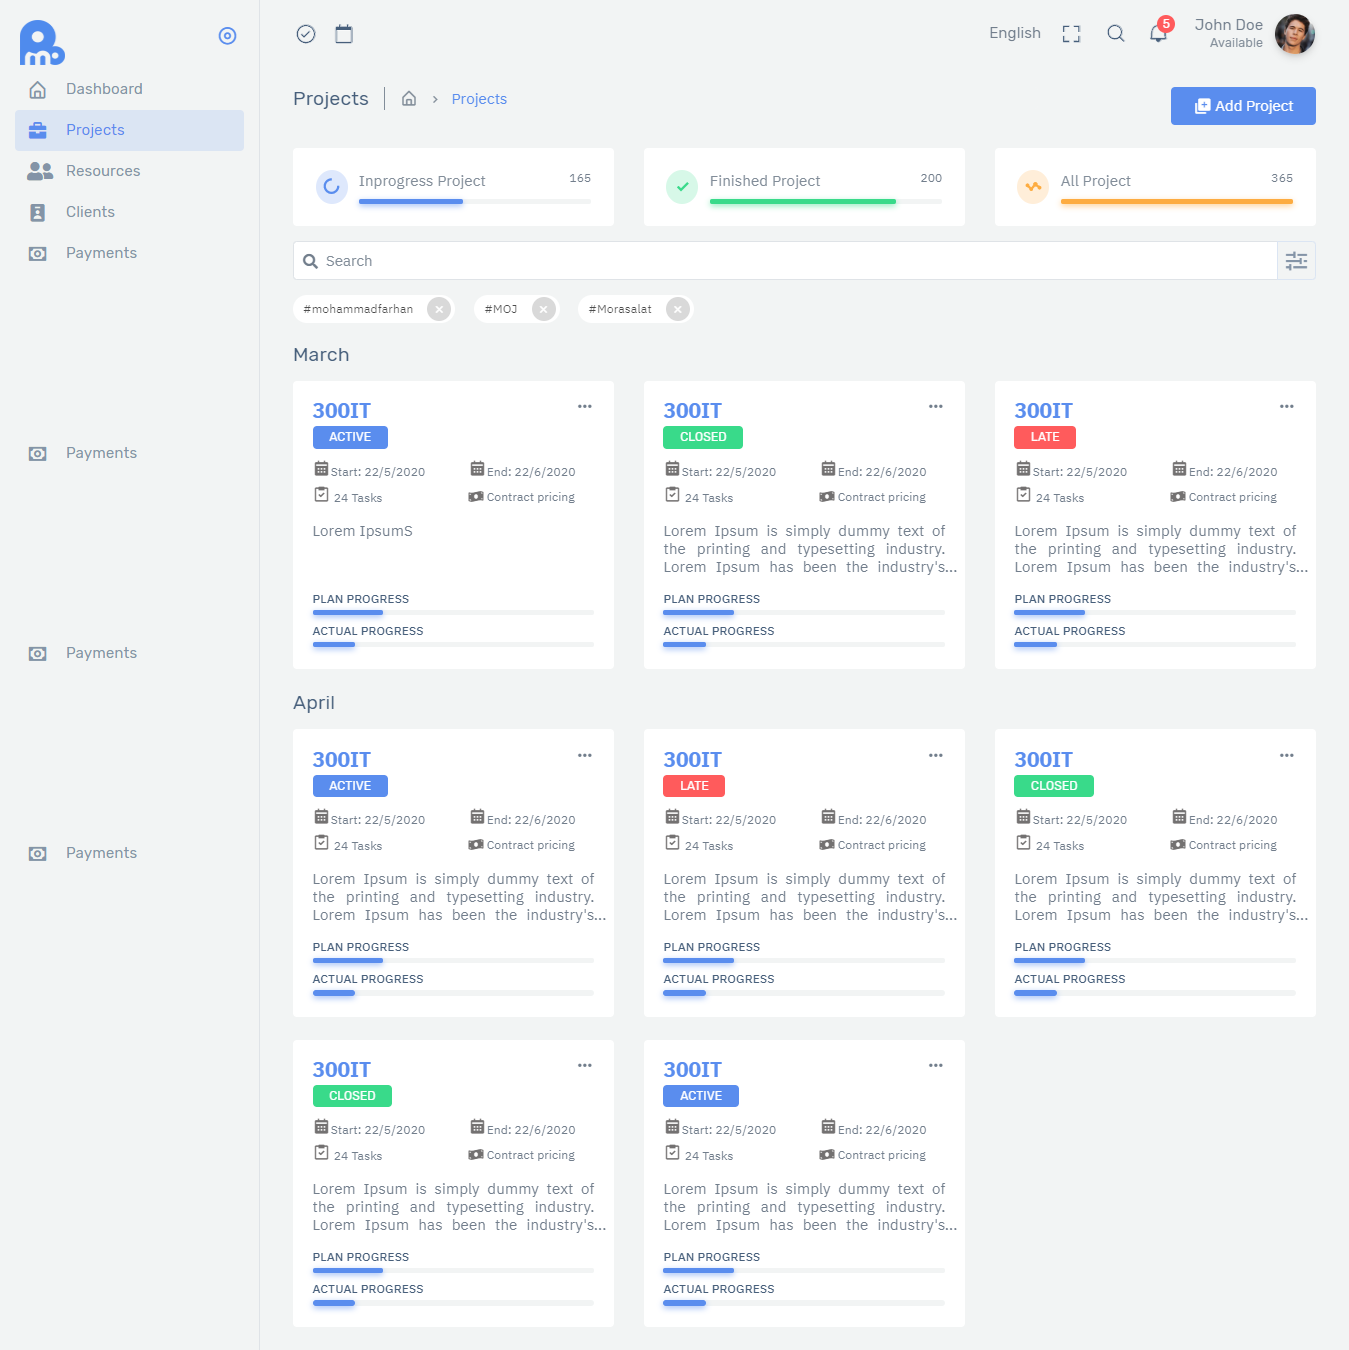 Dashboard
Projects
Resources
Clients
Payments
Payments
Payments
Payments
English
5
John Doe
Available
Projects
Projects
Add Project
Inprogress Project
165
Finished Project
200
All Project
365
Search
#mohammadfarhan
#MOJ
#Morasalat
March
300IT
ACTIVE
Start: 22/5/2020
End: 22/6/2020
24 Tasks
Contract pricing
Lorem IpsumS
PLAN PROGRESS
ACTUAL PROGRESS
300IT
CLOSED
Start: 22/5/2020
End: 22/6/2020
24 Tasks
Contract pricing
Lorem Ipsum is simply dummy text of
the printing and typesetting industry.
Lorem Ipsum has been the industry's...
PLAN PROGRESS
ACTUAL PROGRESS
300IT
LATE
Start: 22/5/2020
End: 22/6/2020
24 Tasks
Contract pricing
Lorem Ipsum is simply dummy text of
the printing and typesetting industry.
Lorem Ipsum has been the industry's...
PLAN PROGRESS
ACTUAL PROGRESS
April
300IT
ACTIVE
Start: 22/5/2020
End: 22/6/2020
24 Tasks
Contract pricing
Lorem Ipsum is simply dummy text of
the printing and typesetting industry.
Lorem Ipsum has been the industry's...
PLAN PROGRESS
ACTUAL PROGRESS
300IT
LATE
Start: 22/5/2020
End: 22/6/2020
24 Tasks
Contract pricing
Lorem Ipsum is simply dummy text of
the printing and typesetting industry.
Lorem Ipsum has been the industry's...
PLAN PROGRESS
ACTUAL PROGRESS
300IT
CLOSED
Start: 22/5/2020
End: 22/6/2020
24 Tasks
Contract pricing
Lorem Ipsum is simply dummy text of
the printing and typesetting industry.
Lorem Ipsum has been the industry's...
PLAN PROGRESS
ACTUAL PROGRESS
300IT
CLOSED
Start: 22/5/2020
End: 22/6/2020
24 Tasks
Contract pricing
Lorem Ipsum is simply dummy text of
the printing and typesetting industry.
Lorem Ipsum has been the industry's...
PLAN PROGRESS
ACTUAL PROGRESS
300IT
ACTIVE
Start: 22/5/2020
End: 22/6/2020
24 Tasks
Contract pricing
Lorem Ipsum is simply dummy text of
the printing and typesetting industry.
Lorem Ipsum has been the industry's...
PLAN PROGRESS
ACTUAL PROGRESS